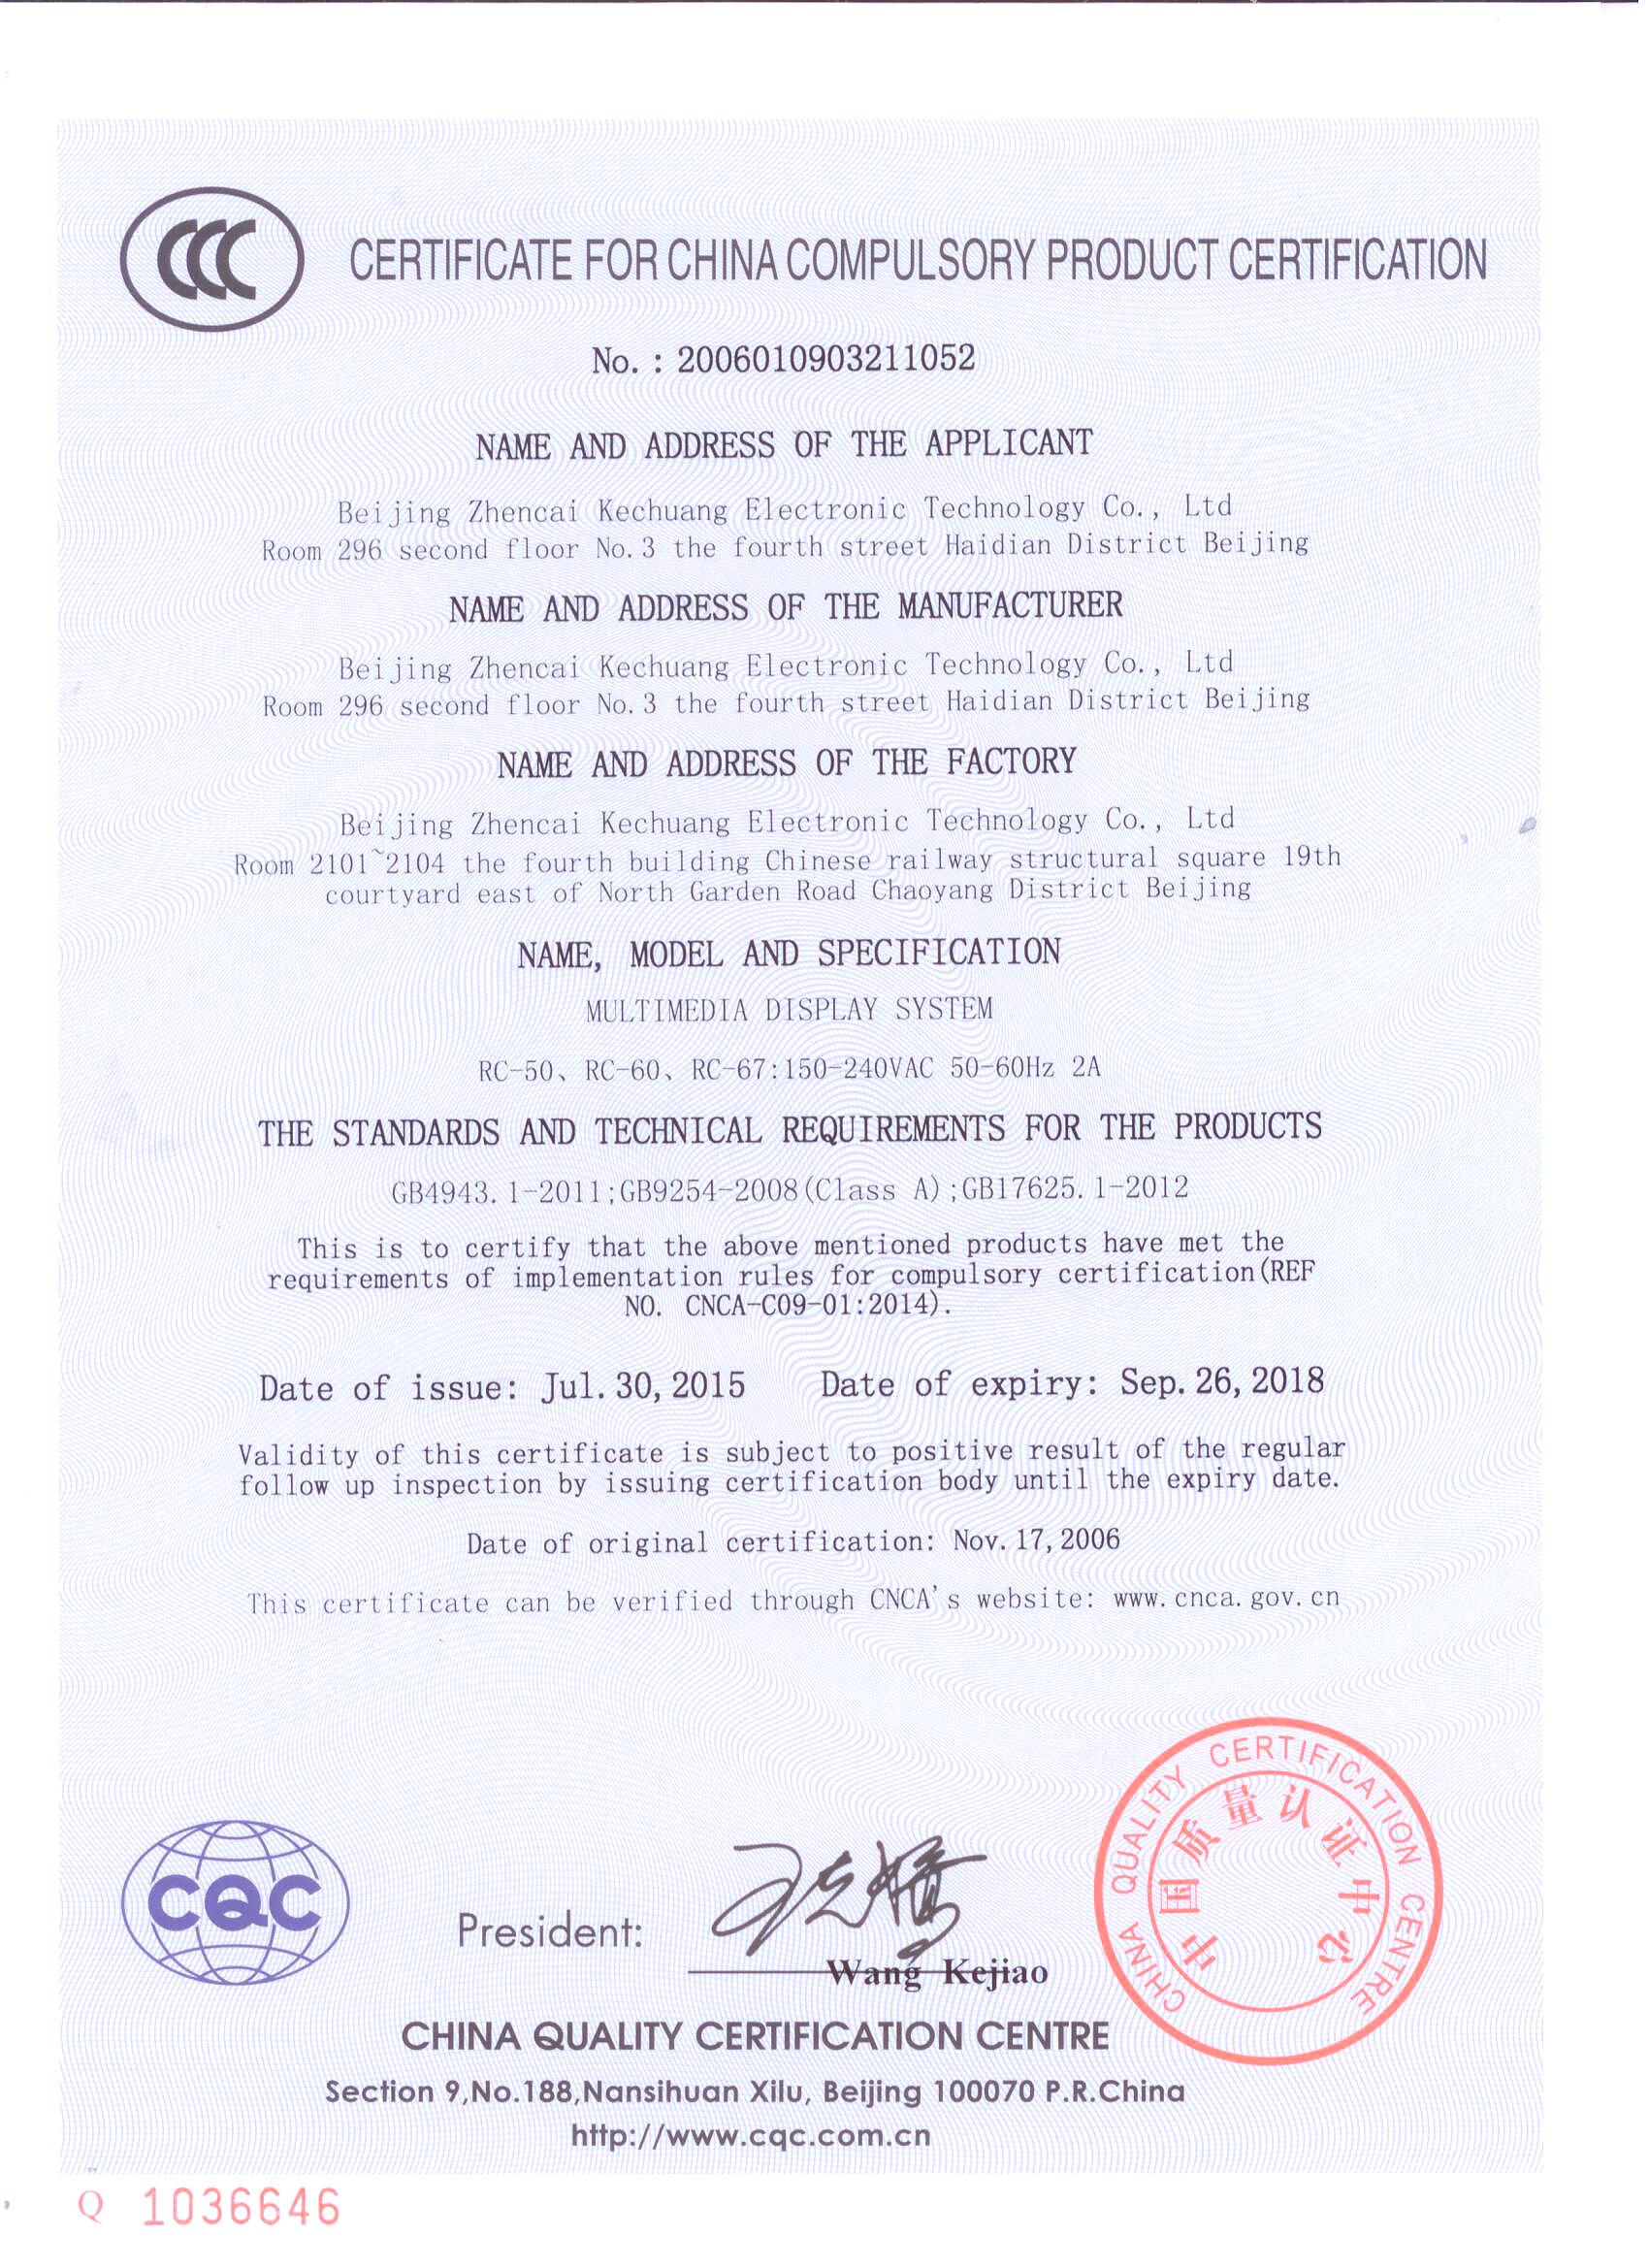 CCC
CERTIFICATE FOR CHINA COMPULSORY PRODUCT CERTIFICATION
No.: 2006010903211052
NAME AND ADDRESS OF THE APPLICANT
Beijing Zhencai Kechuang Electronic Technology Co., Ltd
Room 296 second floor No.3 the fourth street Haidian District Beijing
NAME AND ADDRESS OF THE MANUFACTURER
Beijing Zhencai Kechuang Electronic Technology Co., Ltd
Room 296 second floor No.3 the fourth street Haidian District Beijing
NAME AND ADDRESS OF THE FACTORY
Beijing Zhencai Kechuang Electronic Technology Co., Ltd
Room 2101~2104 the fourth building Chinese railway structural square 19th
courtyard east of North Garden Road Chaoyang District Beijing
NAME, MODEL AND SPECIFICATION
MULTIMEDIA DISPLAY SYSTEM
RC-50、RC-60、RC-67:150-240VAC 50-60Hz 2A
THE STANDARDS AND TECHNICAL REQUIREMENTS FOR THE PRODUCTS
GB4943.1-2011;GB9254-2008(Class A);GB17625.1-2012
This is to certify that the above mentioned products have met the
requirements of implementation rules for compulsory certification(REF
NO. CNCA-C09-01:2014).
Date of issue: Jul.30,2015 Date of expiry: Sep.26,2018
Validity of this certificate is subject to positive result of the regular
follow up inspection by issuing certification body until the expiry date.
Date of original certification: Nov.17,2006
This certificate can be verified through CNCA's website: www.cnca.gov.cn
CHINA QUALITY CERTIFICATION CENTRE
中国质量认证中心
CQC
President: 王克娇
Wang Kejiao
CHINA QUALITY CERTIFICATION CENTRE
Section 9,No.188,Nansihuan Xilu, Beijing 100070 P.R.China
http://www.cqc.com.cn
Q 1036646